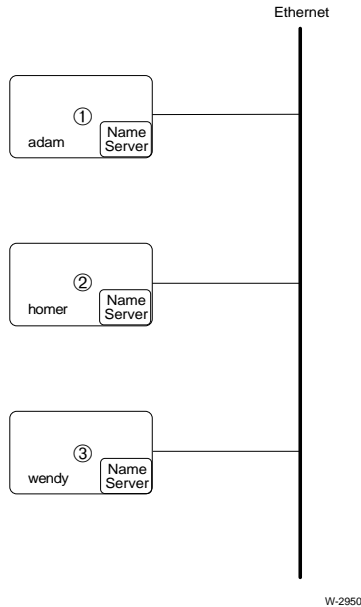 Ethernet
①
adam
Name
Server
②
homer
Name
Server
③
wendy
Name
Server
W-2950